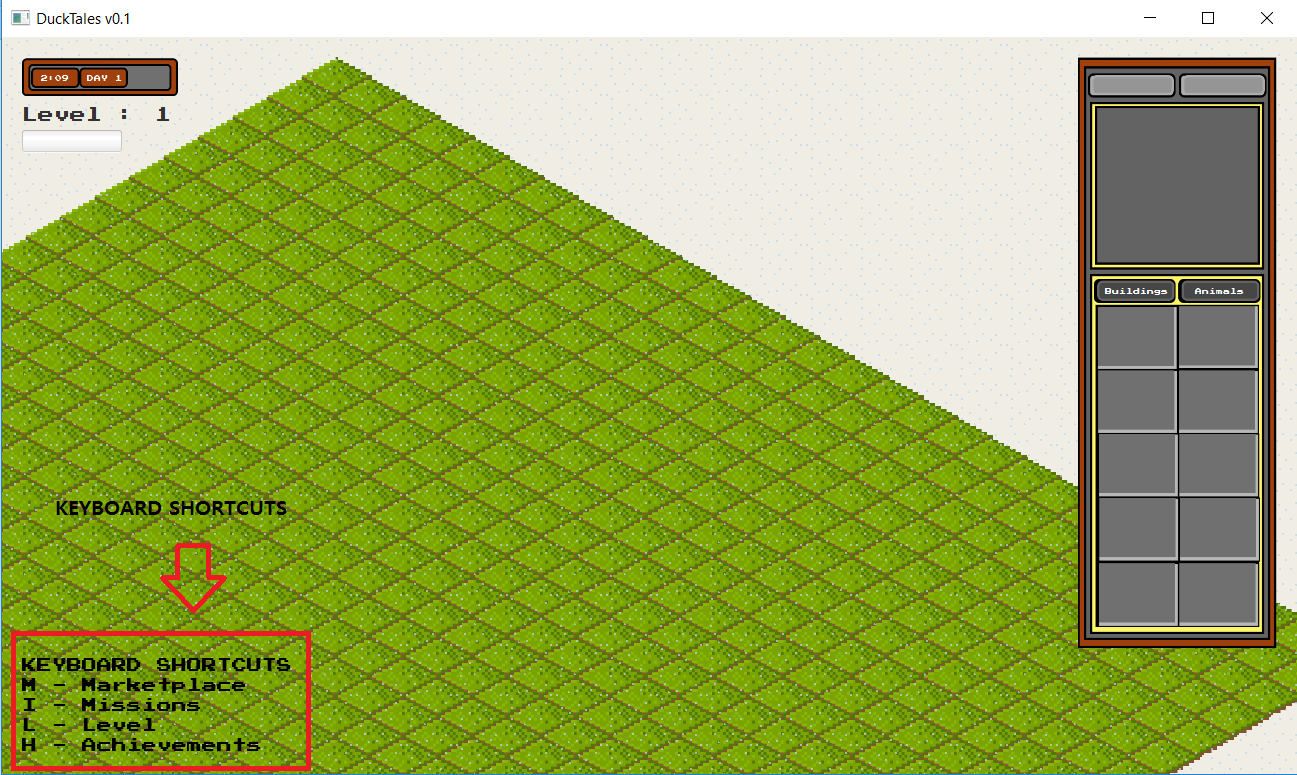 DuckTales v0.1
2:09 DAY 1
Level : 1
Buildings Animals
KEYBOARD SHORTCUTS
KEYBOARD SHORTCUTS
M - Marketplace
I - Missions
L - Level
H - Achievements